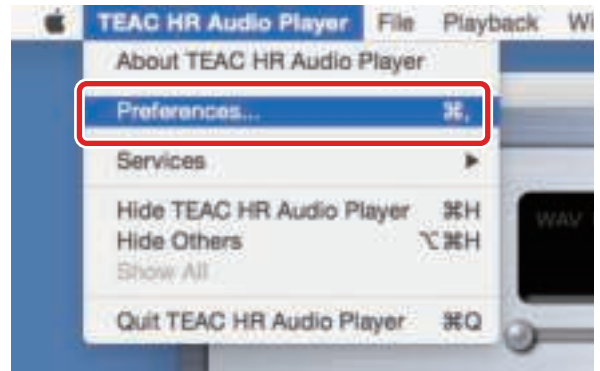 TEAC HR Audio Player File Playback Wi
About TEAC HR Audio Player
Preferences... ⌘,
Services ▶
Hide TEAC HR Audio Player ⌘H
Hide Others ⌥⌘H
Show All
Quit TEAC HR Audio Player ⌘Q
WAV